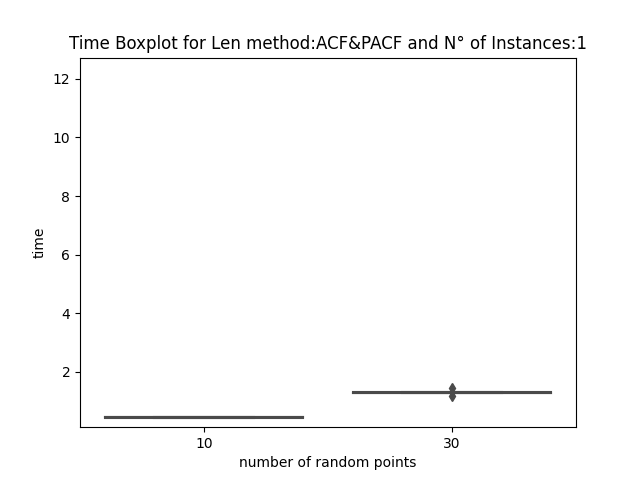 Time Boxplot for Len method:ACF&PACF and N° of Instances:1
12
10
8
6
4
2
time
10
30
number of random points